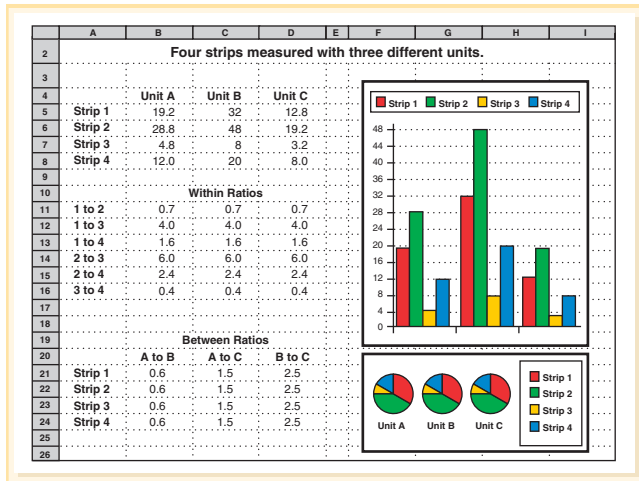 A B C D E F G H I
2 Four strips measured with three different units.
3
4 Unit A Unit B Unit C
5 Strip 1 19.2 32 12.8
6 Strip 2 28.8 48 19.2
7 Strip 3 4.8 8 3.2
8 Strip 4 12.0 20 8.0
9
10 Within Ratios
11 1 to 2 0.7 0.7 0.7
12 1 to 3 4.0 4.0 4.0
13 1 to 4 1.6 1.6 1.6
14 2 to 3 6.0 6.0 6.0
15 2 to 4 2.4 2.4 2.4
16 3 to 4 0.4 0.4 0.4
17
18
19 Between Ratios
20 A to B A to C B to C
21 Strip 1 0.6 1.5 2.5
22 Strip 2 0.6 1.5 2.5
23 Strip 3 0.6 1.5 2.5
24 Strip 4 0.6 1.5 2.5
25
26
Strip 1 Strip 2 Strip 3 Strip 4
48
44
40
36
32
28
24
20
16
12
8
4
0
Unit A Unit B Unit C
Strip 1
Strip 2
Strip 3
Strip 4